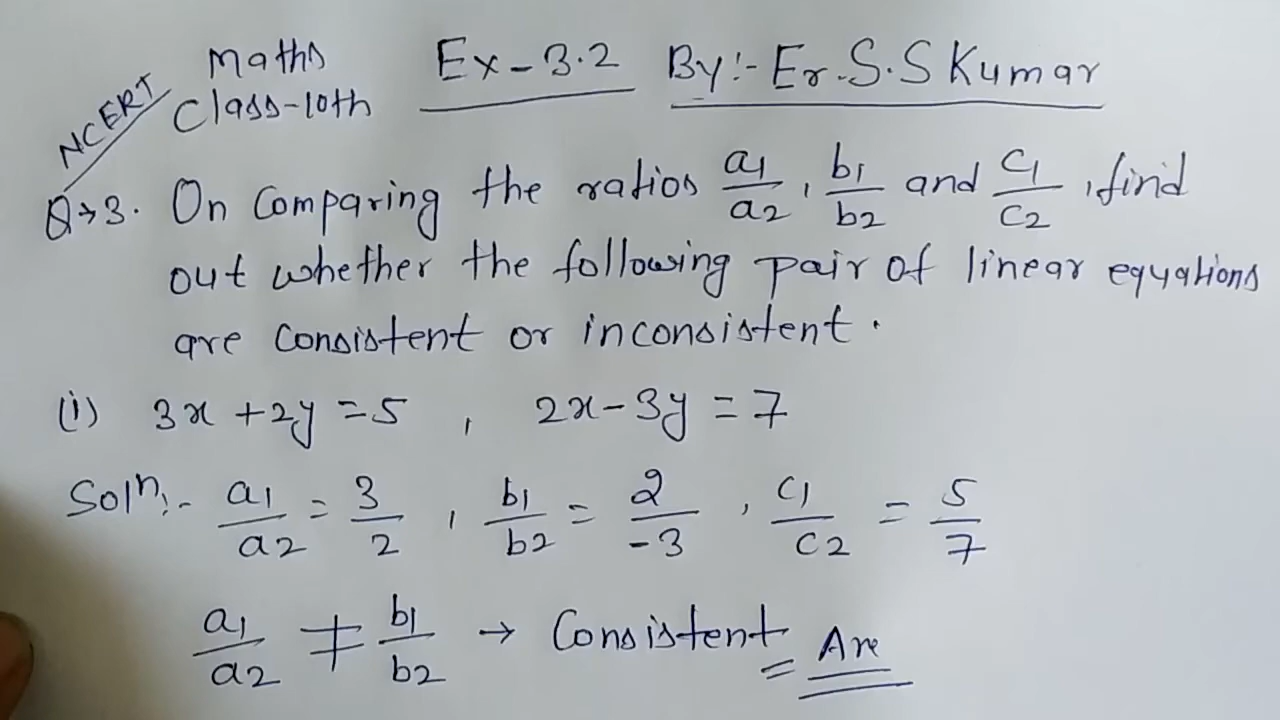 NCERT
Maths
Class-10th
Ex-3.2 By:- Er.S.S Kumar
Q→3. On Comparing the ratios a1/a2, b1/b2 and c1/c2, find
out whether the following pair of linear equations
are consistent or inconsistent.
(i) 3x+2y=5, 2x-3y=7
Solⁿ:- a1/a2=3/2, b1/b2=2/-3, c1/c2=5/7
a1/a2≠b1/b2 → Consistent Ans